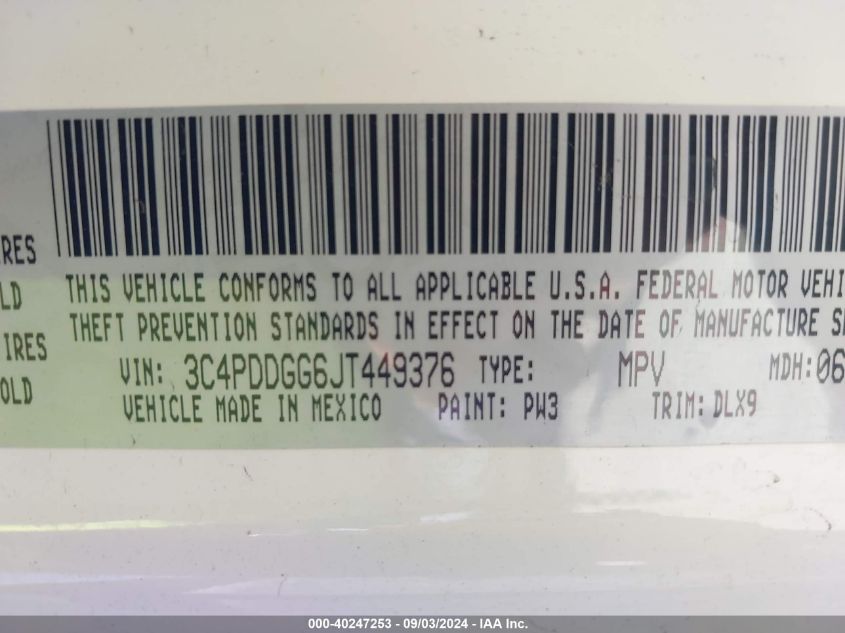 IRES
THIS VEHICLE CONFORMS TO ALL APPLICABLE U.S.A. FEDERAL MOTOR VEHI
LD
THEFT PREVENTION STANDARDS IN EFFECT ON THE DATE OF MANUFACTURE S
IRES
VIN: 3C4PDDGG6JT449376 TYPE: MPV MDH:06
OLD
VEHICLE MADE IN MEXICO PAINT: PW3 TRIM: DLX9
000-40247253 - 09/03/2024 - IAA Inc.